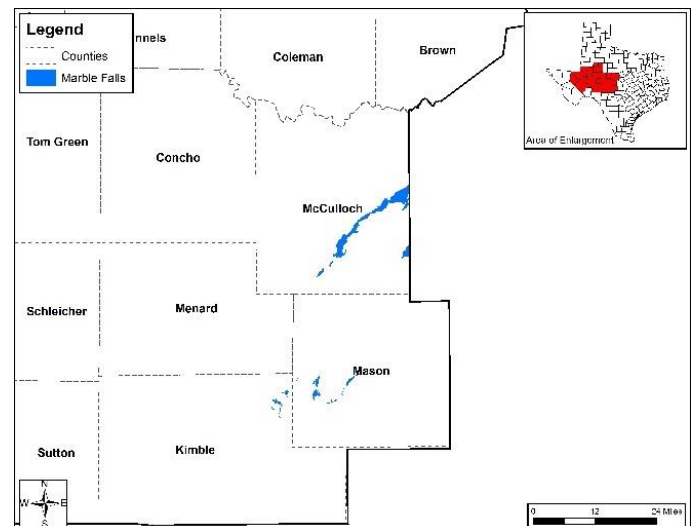 Legend
Counties
Marble Falls
nnels
Coleman
Brown
Area of Enlargement
Tom Green
Concho
McCulloch
Schleicher
Menard
Mason
Sutton
Kimble
N
W E
S
0 12 24 Miles